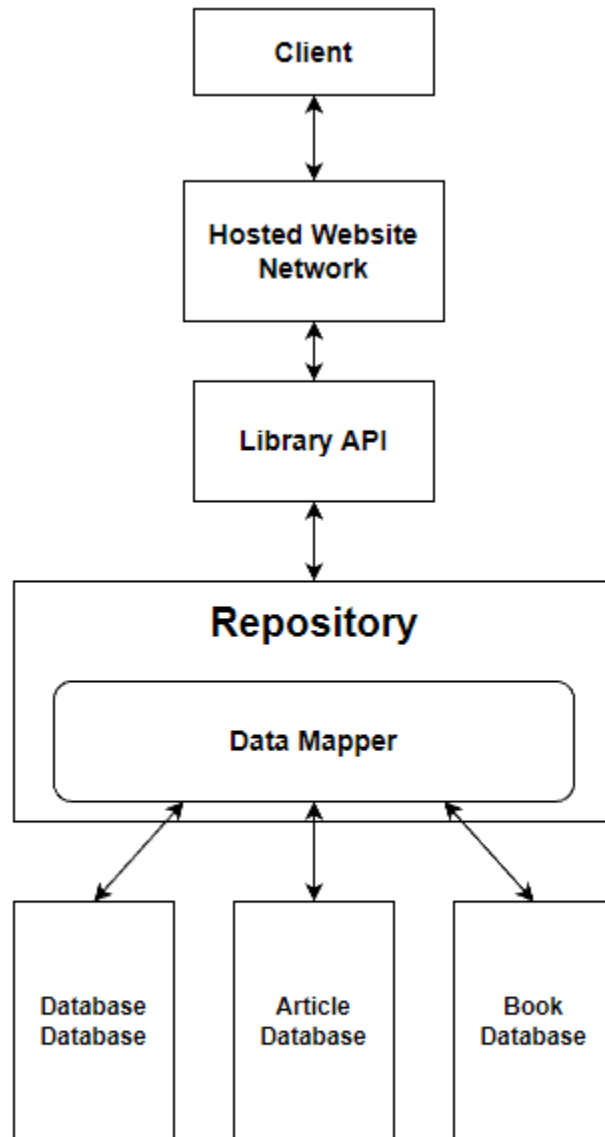 Client
Hosted Website
Network
Library API
Repository
Data Mapper
Database
Database
Article
Database
Book
Database